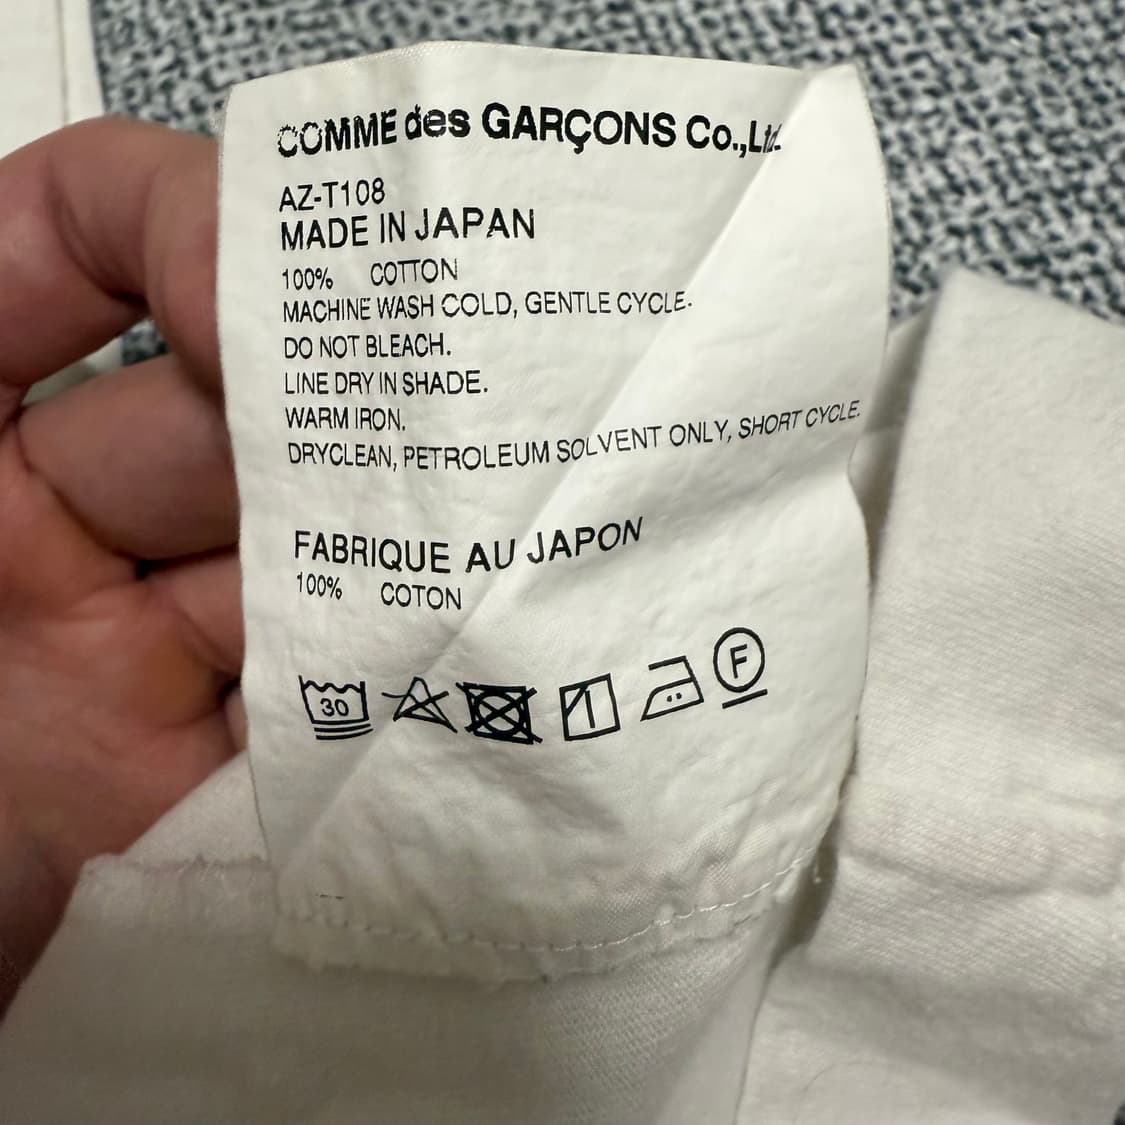 COMME des GARÇONS Co.,Ltd.
AZ-T108
MADE IN JAPAN
100% COTTON
MACHINE WASH COLD, GENTLE CYCLE.
DO NOT BLEACH.
LINE DRY IN SHADE.
WARM IRON.
DRYCLEAN, PETROLEUM SOLVENT ONLY, SHORT CYCLE.
FABRIQUE AU JAPON
100% COTON
30 F